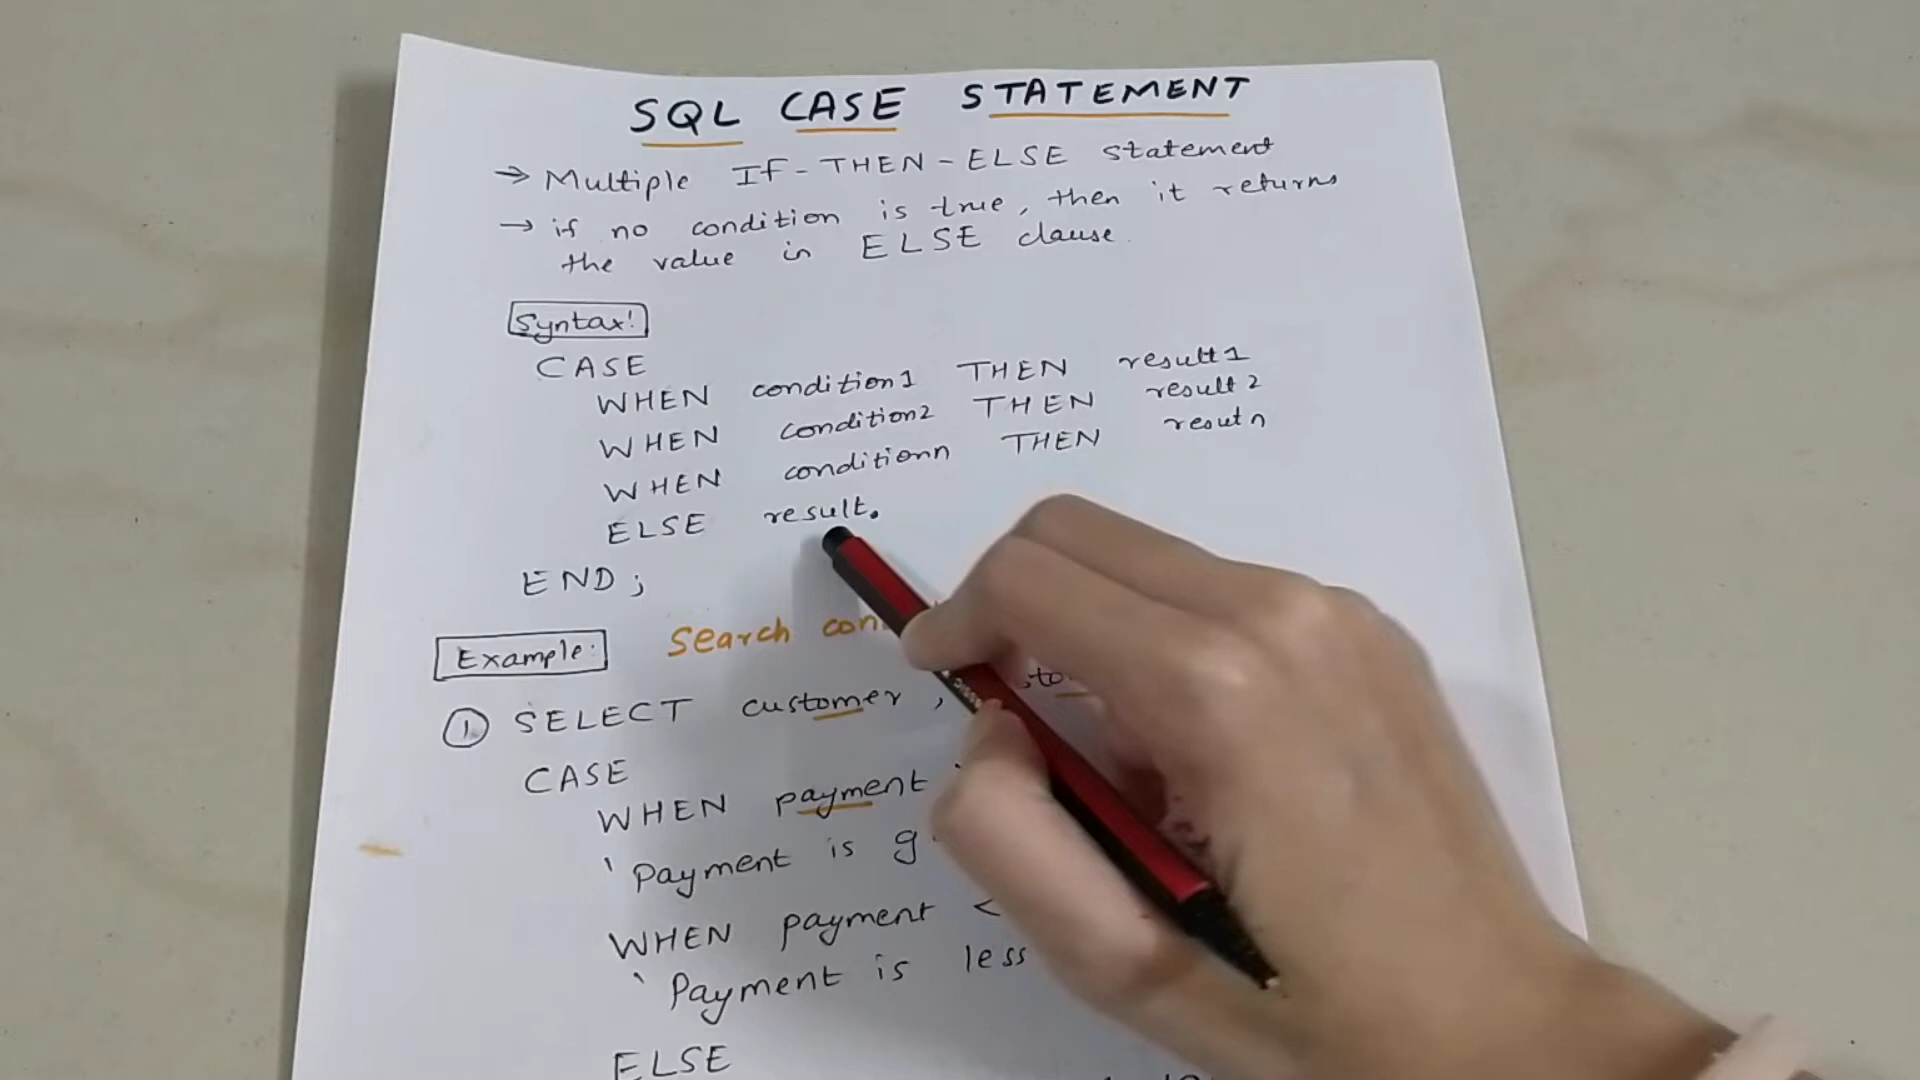 SQL CASE STATEMENT
→ Multiple IF-THEN-ELSE statement
→ if no condition is true, then it returns
the value in ELSE clause.
Syntax:
CASE
WHEN condition1 THEN result1
WHEN condition2 THEN result2
WHEN conditionn THEN resutn
ELSE result.
END;
Example:
Search
① SELECT customer,
CASE
WHEN payment
'Payment is
WHEN payment <
'Payment is less
ELSE